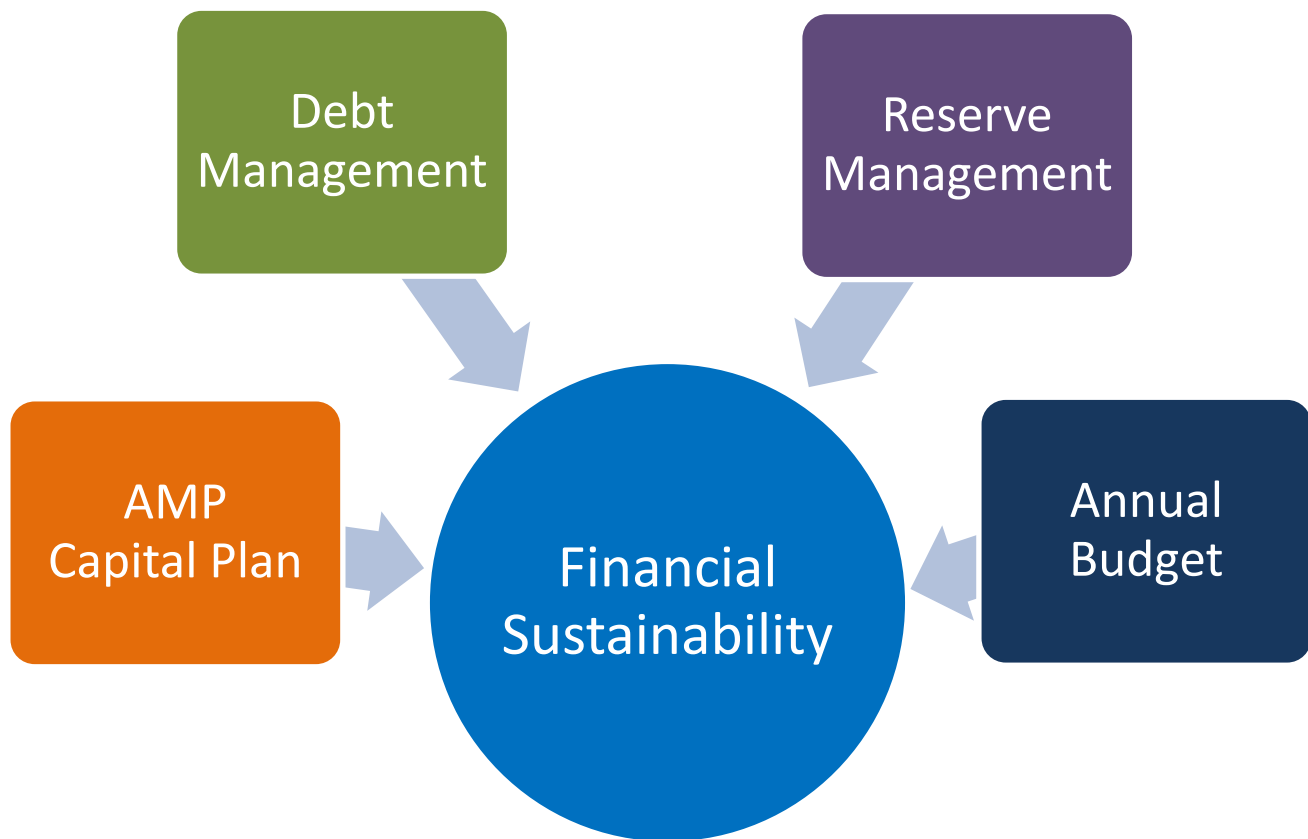 Debt
Management
Reserve
Management
AMP
Capital Plan
Financial
Sustainability
Annual
Budget